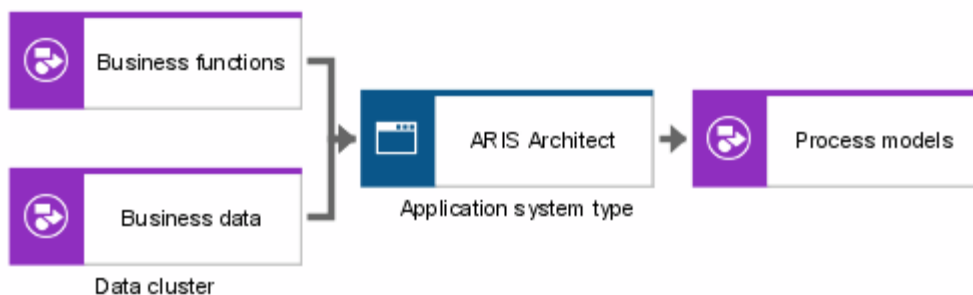 Business functions
ARIS Architect
Process models
Application system type
Business data
Data cluster